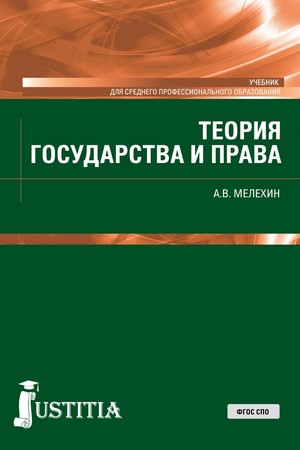 УЧЕБНИК
ДЛЯ СРЕДНЕГО ПРОФЕССИОНАЛЬНОГО ОБРАЗОВАНИЯ
ТЕОРИЯ
ГОСУДАРСТВА И ПРАВА
А.В. МЕЛЕХИН
JUSTITIA
ФГОС СПО